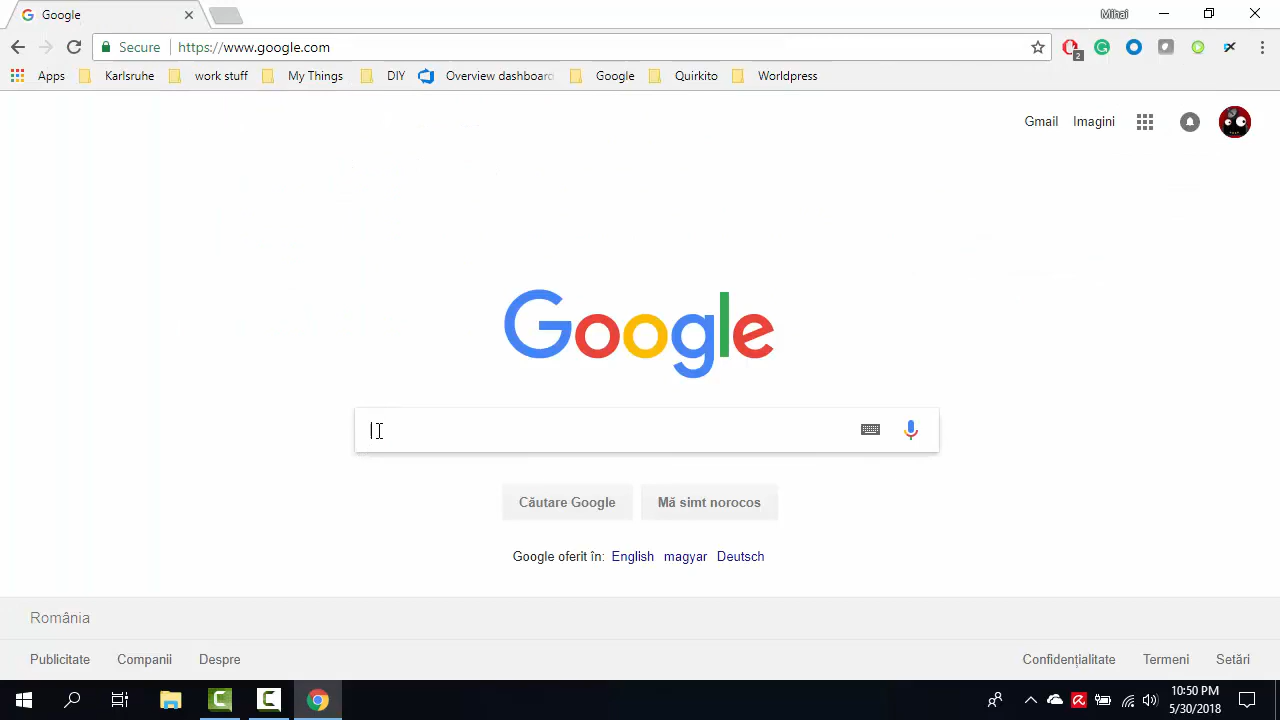 Google
Mihai
Secure
https://www.google.com
2
Apps
Karlsruhe
work stuff
My Things
DIY
Overview dashboard
Google
Quirkito
Worldpress
Gmail
Imagini
Google
Căutare Google
Mă simt norocos
Google oferit în: English magyar Deutsch
România
Publicitate
Companii
Despre
Confidențialitate
Termeni
Setări
10:50 PM
5/30/2018